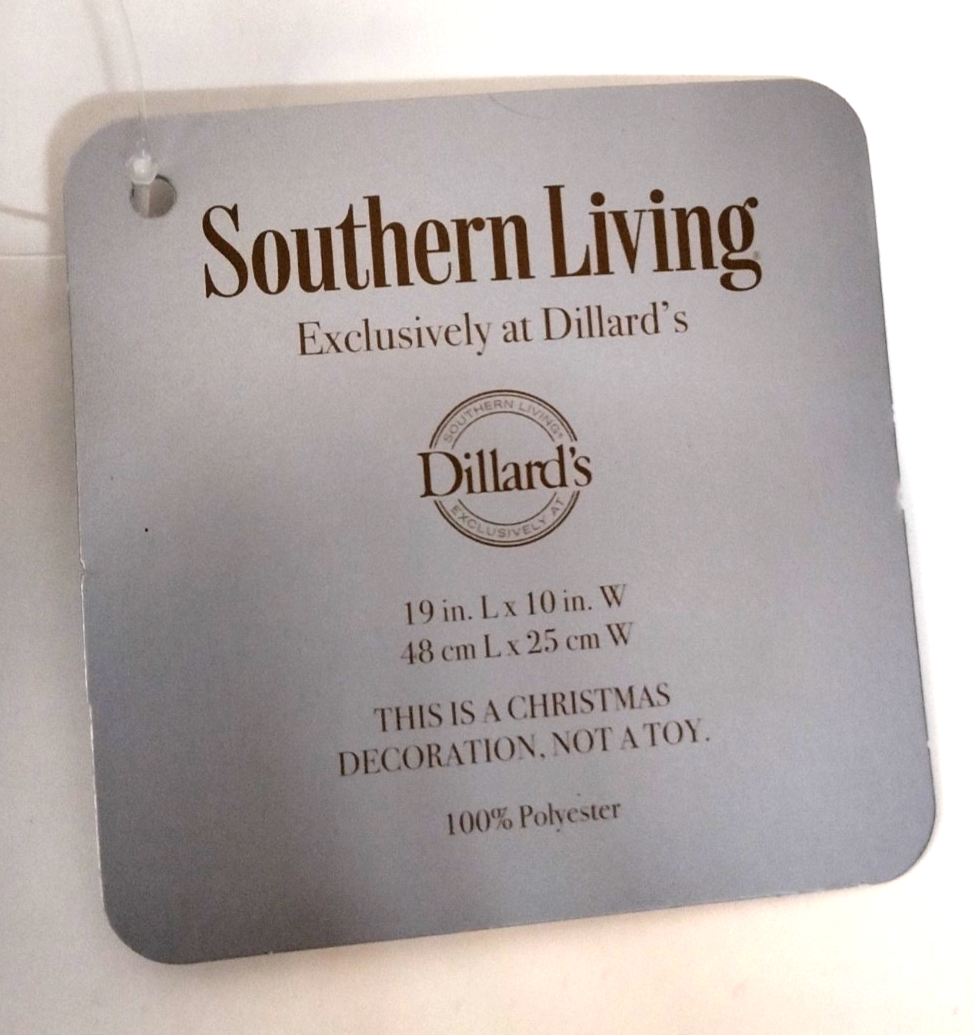 Southern Living
Exclusively at Dillard's
SOUTHERN LIVING®
Dillard's
EXCLUSIVELY AT
19 in. L x 10 in. W
48 cm L x 25 cm W
THIS IS A CHRISTMAS
DECORATION, NOT A TOY.
100% Polyester